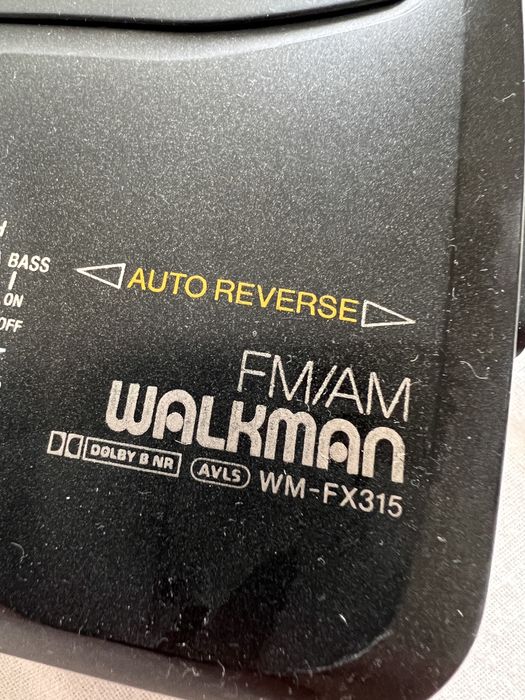 BASS
ON
OFF
AUTO REVERSE
FM/AM
WALKMAN
DOLBY B NR AVLS WM-FX315